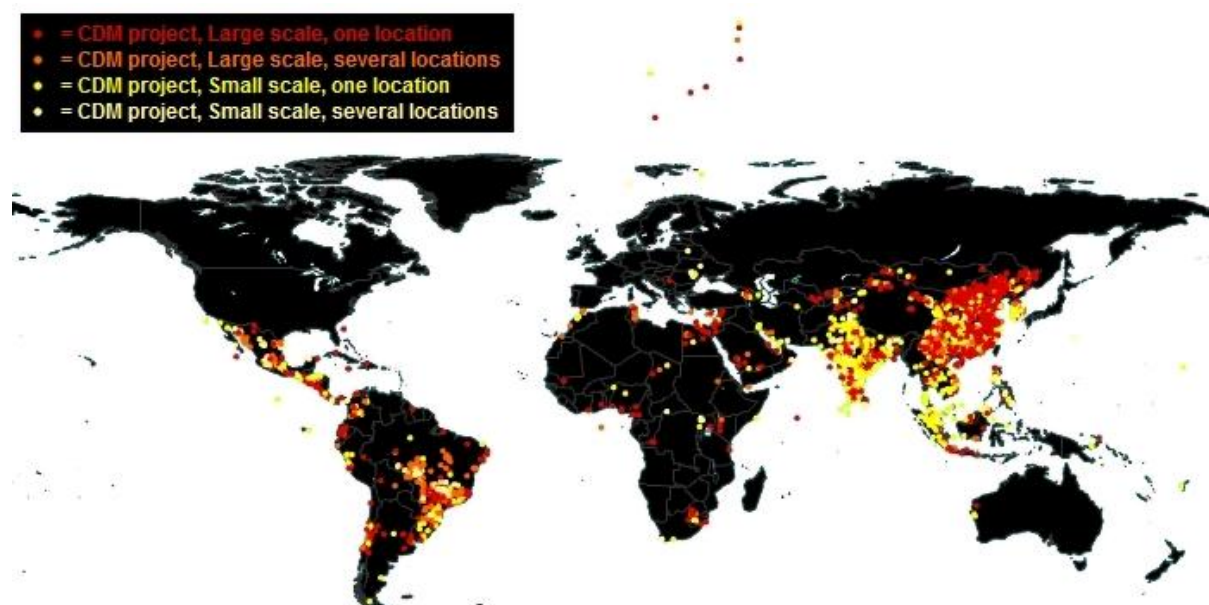 = CDM project, Large scale, one location
= CDM project, Large scale, several locations
= CDM project, Small scale, one location
= CDM project, Small scale, several locations